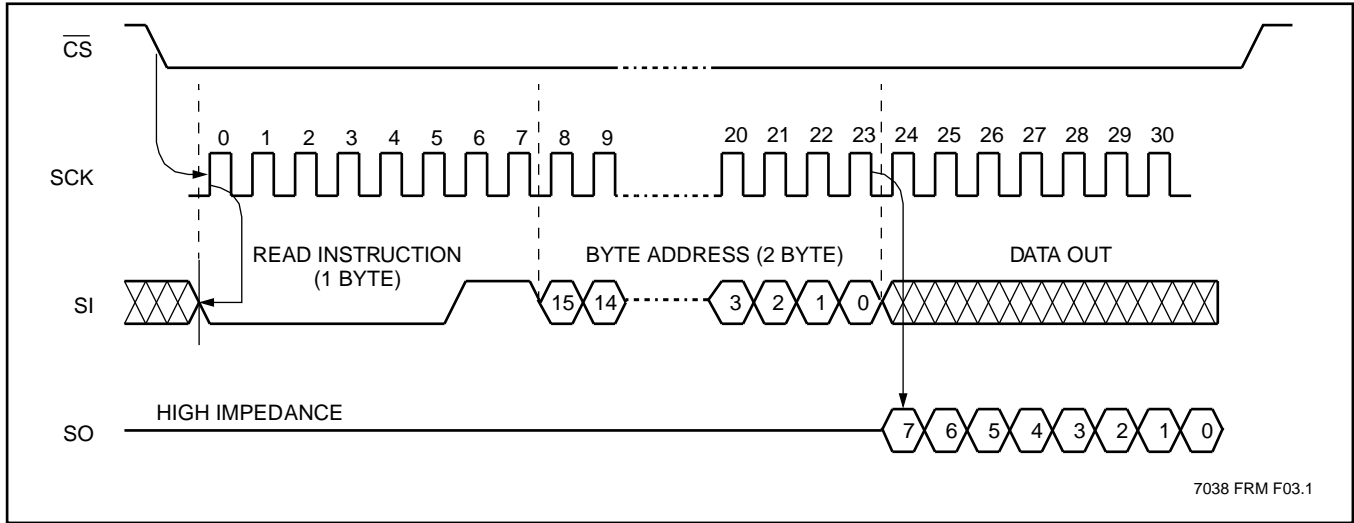 CS
0 1 2 3 4 5 6 7 8 9 20 21 22 23 24 25 26 27 28 29 30
SCK
READ INSTRUCTION
(1 BYTE)
BYTE ADDRESS (2 BYTE)
DATA OUT
SI
15 14 3 2 1 0
HIGH IMPEDANCE
SO
7 6 5 4 3 2 1 0
7038 FRM F03.1